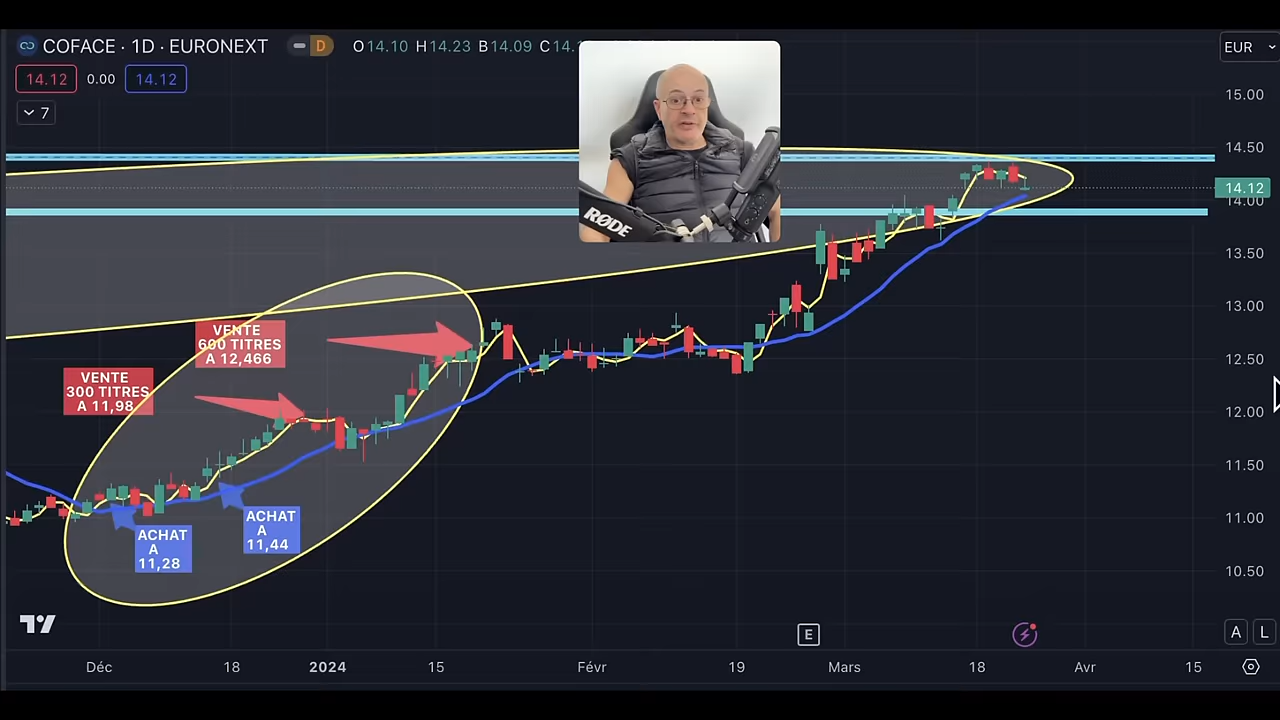 COFACE · 1D · EURONEXT
D
O14.10 H14.23 B14.09 C14.1
EUR
14.12 0.00 14.12
7
15.00
14.50
14.12
14.00
13.50
13.00
12.50
12.00
11.50
11.00
10.50
RØDE
VENTE
600 TITRES
A 12,466
VENTE
300 TITRES
A 11,98
ACHAT
A
11,44
ACHAT
A
11,28
E
A L
Déc 18 2024 15 Févr 19 Mars 18 Avr 15